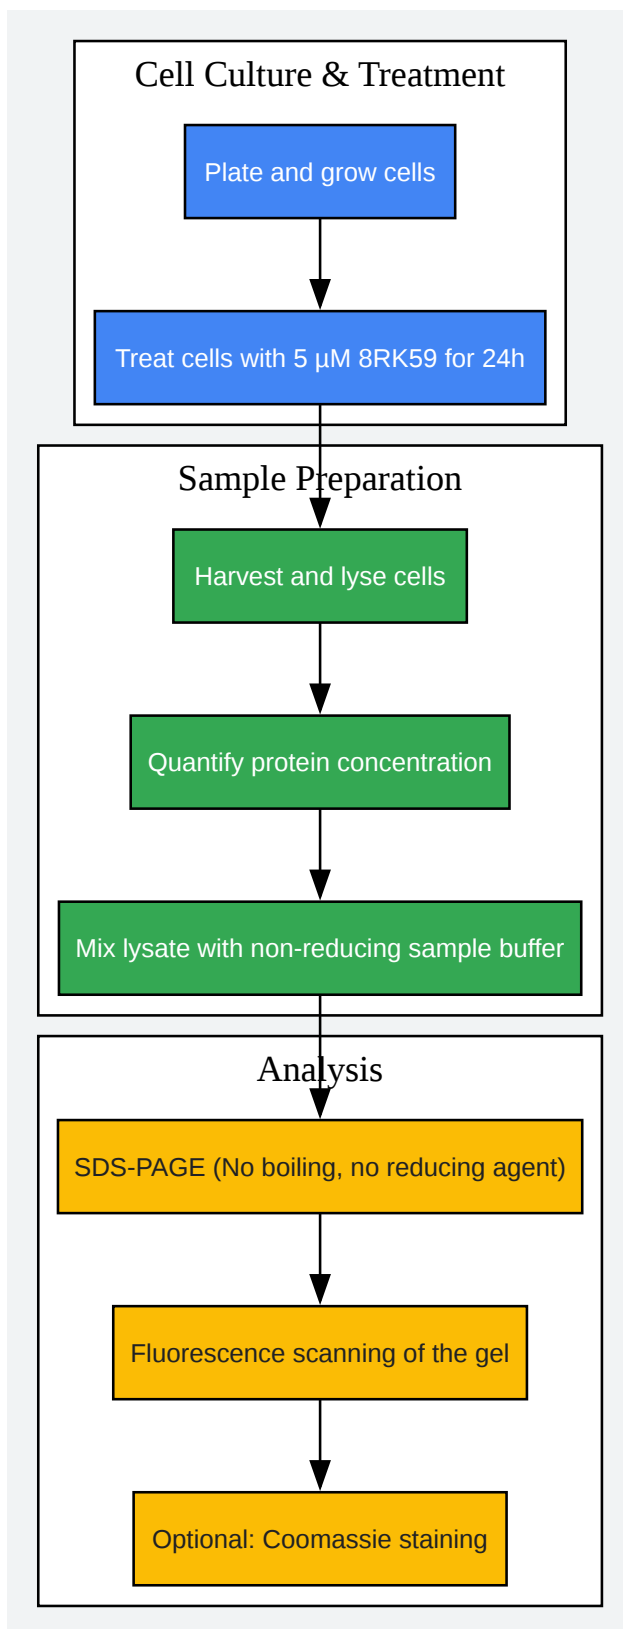 Cell Culture & Treatment
Plate and grow cells
Treat cells with 5 µM 8RK59 for 24h
Sample Preparation
Harvest and lyse cells
Quantify protein concentration
Mix lysate with non-reducing sample buffer
Analysis
SDS-PAGE (No boiling, no reducing agent)
Fluorescence scanning of the gel
Optional: Coomassie staining